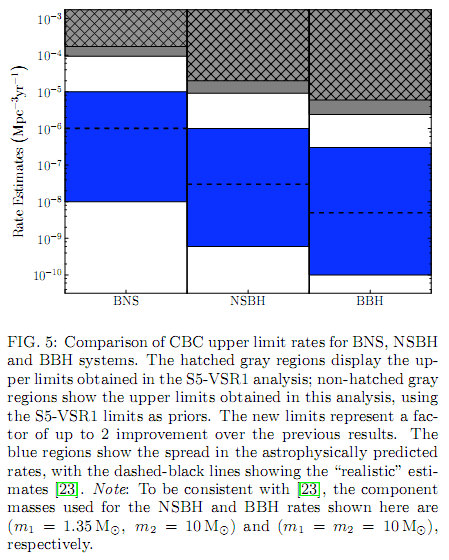 10⁻³
10⁻⁴
10⁻⁵
10⁻⁶
10⁻⁷
10⁻⁸
10⁻⁹
10⁻¹⁰
Rate Estimates (Mpc⁻³yr⁻¹)
BNS NSBH BBH
FIG. 5: Comparison of CBC upper limit rates for BNS, NSBH
and BBH systems. The hatched gray regions display the up-
per limits obtained in the S5-VSR1 analysis; non-hatched gray
regions show the upper limits obtained in this analysis, using
the S5-VSR1 limits as priors. The new limits represent a fac-
tor of up to 2 improvement over the previous results. The
blue regions show the spread in the astrophysically predicted
rates, with the dashed-black lines showing the “realistic” esti-
mates [23]. Note: To be consistent with [23], the component
masses used for the NSBH and BBH rates shown here are
(m₁ = 1.35 M⊙, m₂ = 10 M⊙) and (m₁ = m₂ = 10 M⊙),
respectively.